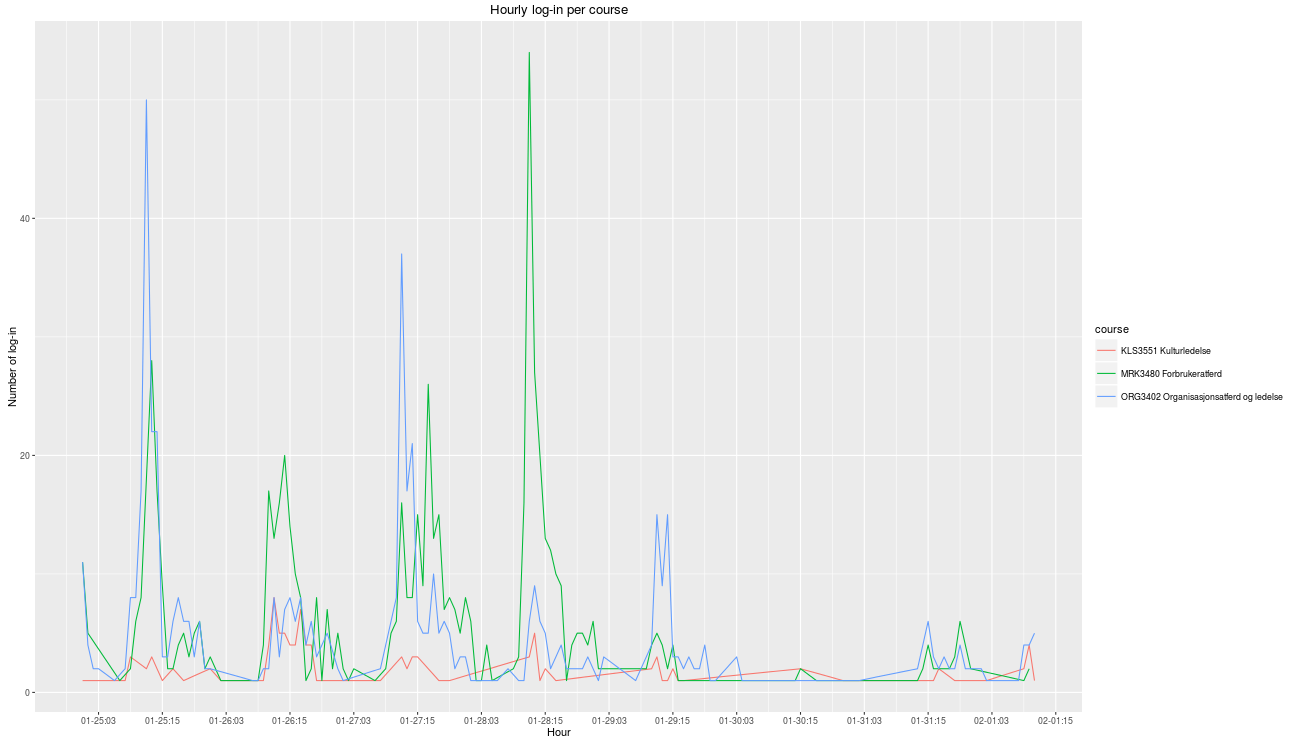 Hourly log-in per course
Number of log-in
40
20
0
01-25:03 01-25:15 01-26:03 01-26:15 01-27:03 01-27:15 01-28:03 01-28:15 01-29:03 01-29:15 01-30:03 01-30:15 01-31:03 01-31:15 02-01:03 02-01:15
Hour
course
KLS3551 Kulturledelse
MRK3480 Forbrukeratferd
ORG3402 Organisasjonsatferd og ledelse